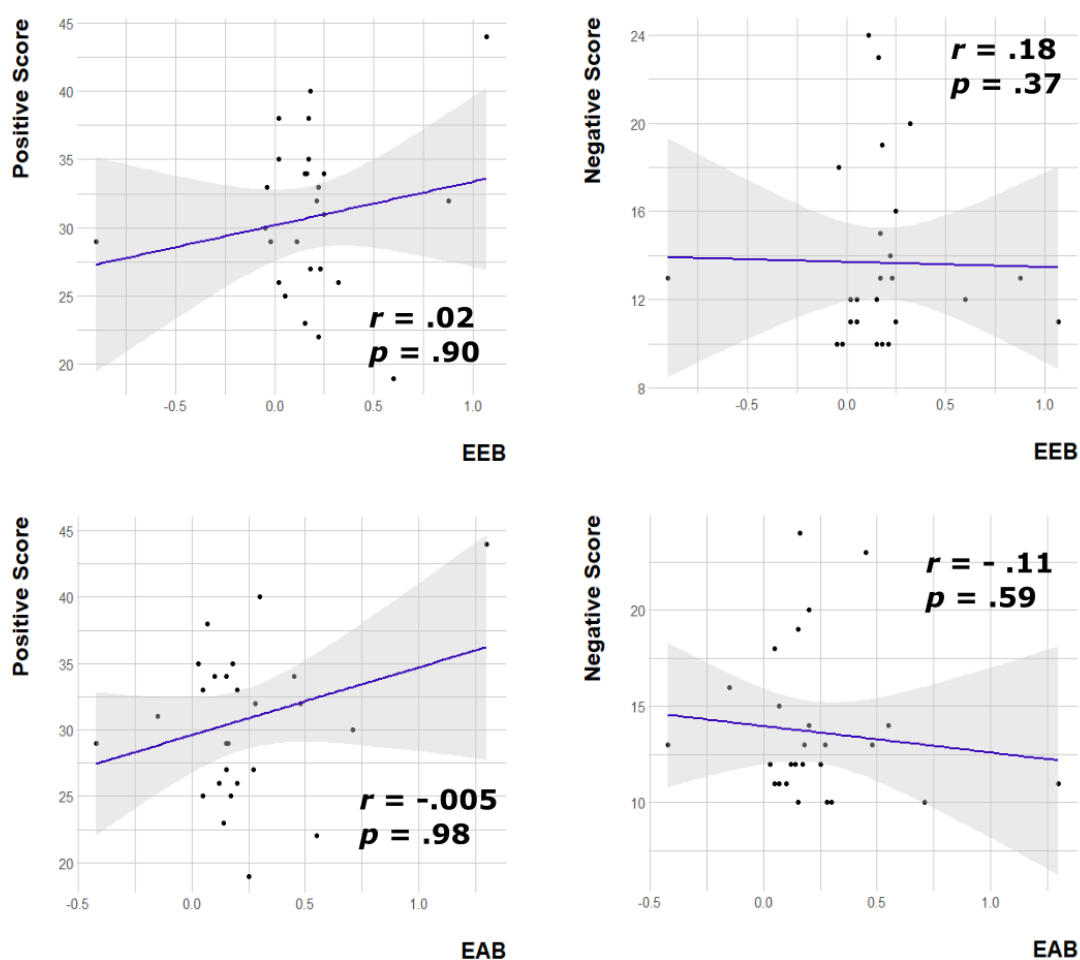 Positive Score
45
40
35
30
25
20
-0.5 0.0 0.5 1.0
EEB
r = .02
p = .90
Negative Score
24
20
16
12
8
-0.5 0.0 0.5 1.0
EEB
r = .18
p = .37
Positive Score
45
40
35
30
25
20
-0.5 0.0 0.5 1.0
EAB
r = -.005
p = .98
Negative Score
20
15
10
-0.5 0.0 0.5 1.0
EAB
r = - .11
p = .59